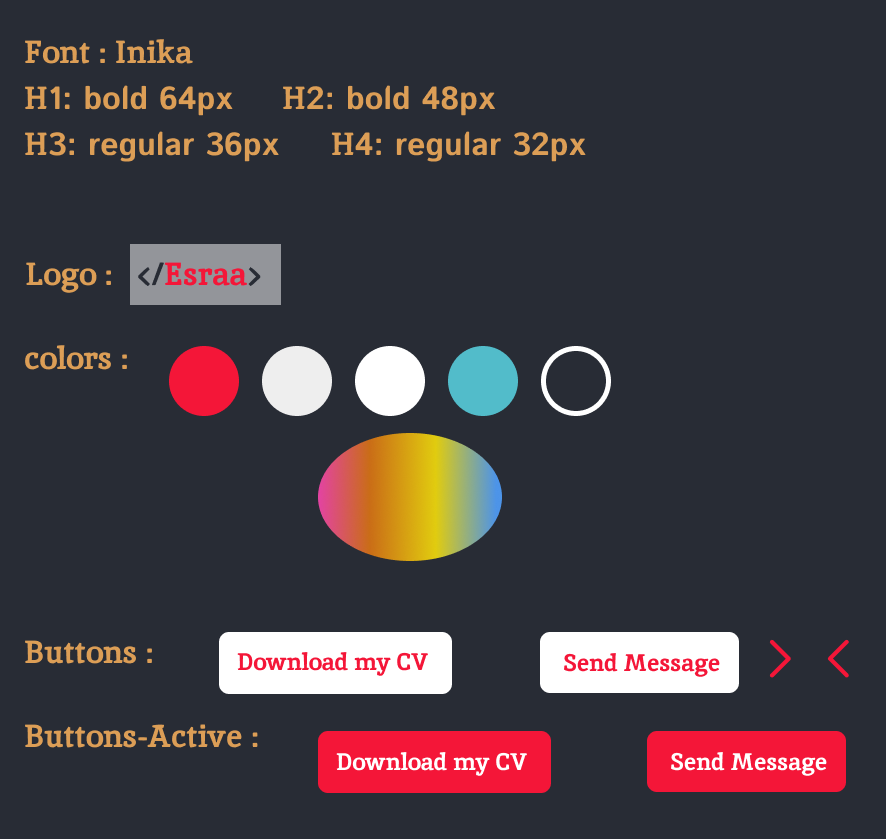 Font : Inika
H1: bold 64px H2: bold 48px
H3: regular 36px H4: regular 32px
Logo : </Esraa>
colors :
Buttons : Download my CV Send Message
Buttons-Active : Download my CV Send Message